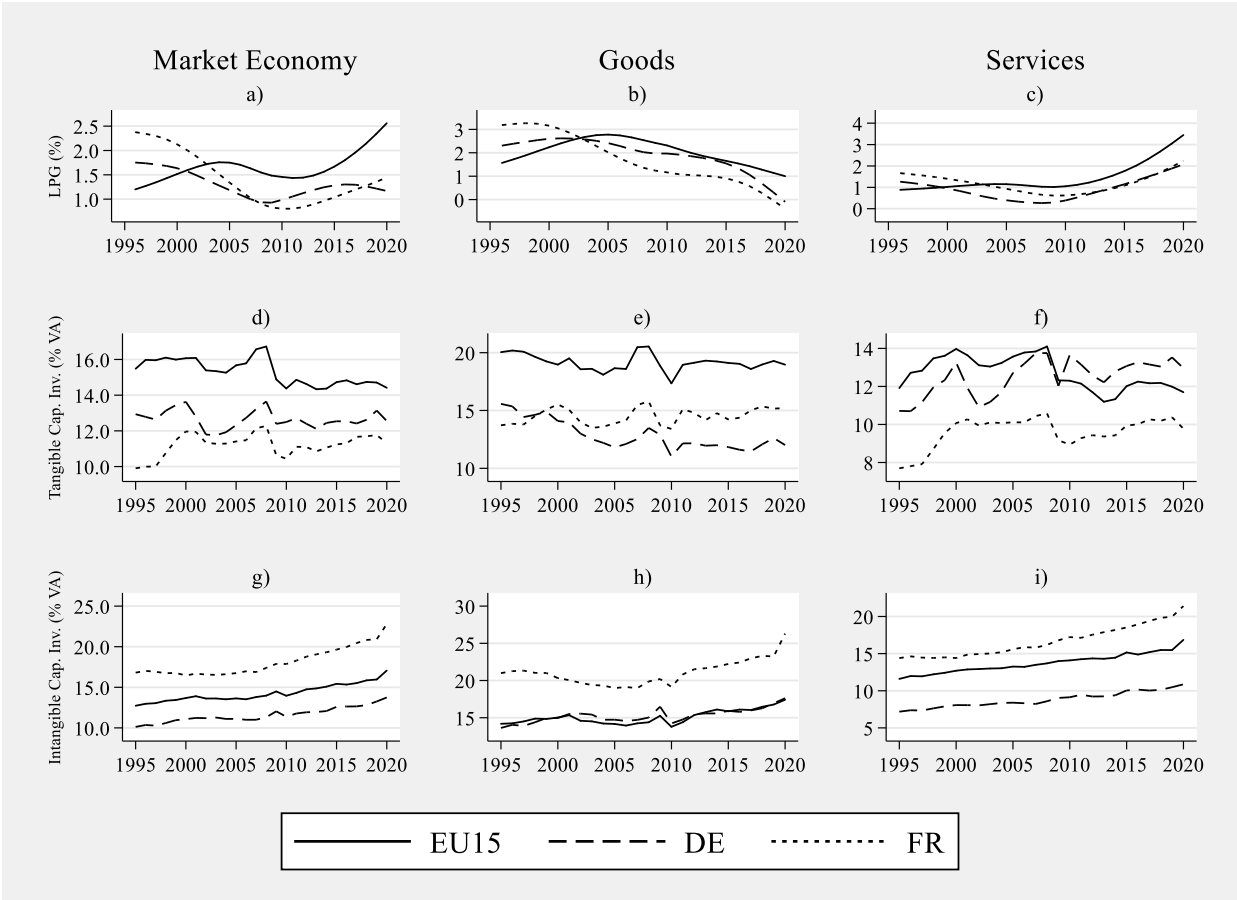 Market Economy Goods Services
a) b) c)
LPG (%)
2.5
2.0
1.5
1.0
1995 2000 2005 2010 2015 2020
3
2
1
0
1995 2000 2005 2010 2015 2020
4
3
2
1
0
1995 2000 2005 2010 2015 2020
d) e) f)
Tangible Cap. Inv. (% VA)
16.0
14.0
12.0
10.0
1995 2000 2005 2010 2015 2020
20
15
10
1995 2000 2005 2010 2015 2020
14
12
10
8
1995 2000 2005 2010 2015 2020
g) h) i)
Intangible Cap. Inv. (% VA)
25.0
20.0
15.0
10.0
1995 2000 2005 2010 2015 2020
30
20
15
1995 2000 2005 2010 2015 2020
20
15
10
5
1995 2000 2005 2010 2015 2020
EU15 DE FR